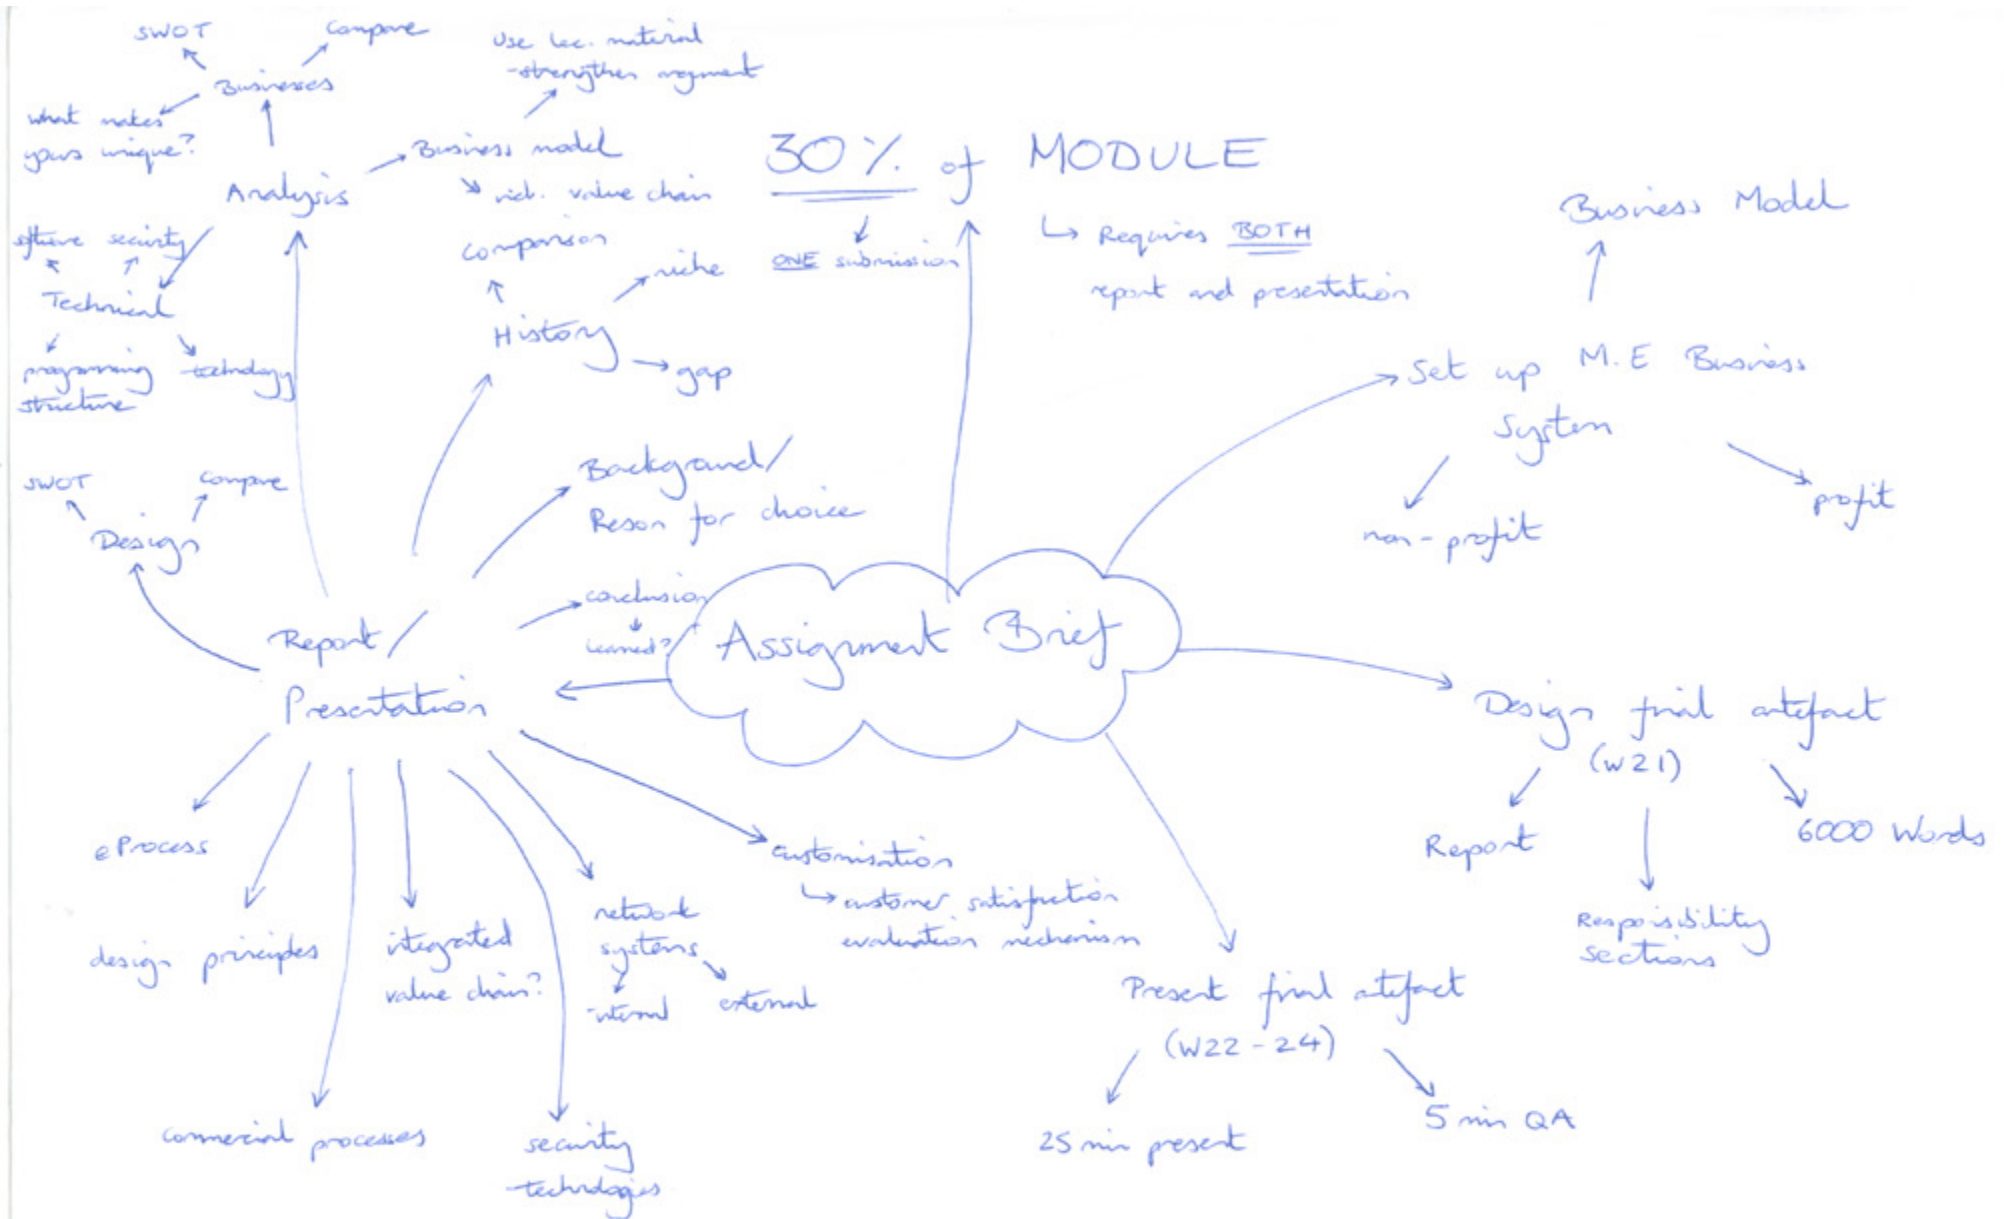 SWOT
Compare
Businesses
what makes
yours unique?
Use lec. material
-strengthen argument
Business model
value chain
Analysis
30% of MODULE
ONE submission
Requires BOTH
report and presentation
Business Model
software security
Technical
programming
structure
technology
comparison
niche
History
gap
Set up M.E Business
System
non-profit
profit
SWOT
compare
Design
Background/
Reson for choice
conclusion
learned?
Assignment Brief
Report/
Presentation
Design final artefact
(W21)
Report
6000 Words
Responsibility
sections
eProcess
design principles
integrated
value chain?
network
systems
internal
external
customisation
customer satisfaction
evaluation mechanism
Present final artefact
(W22-24)
25 min present
5 min QA
commercial processes
security
technologies